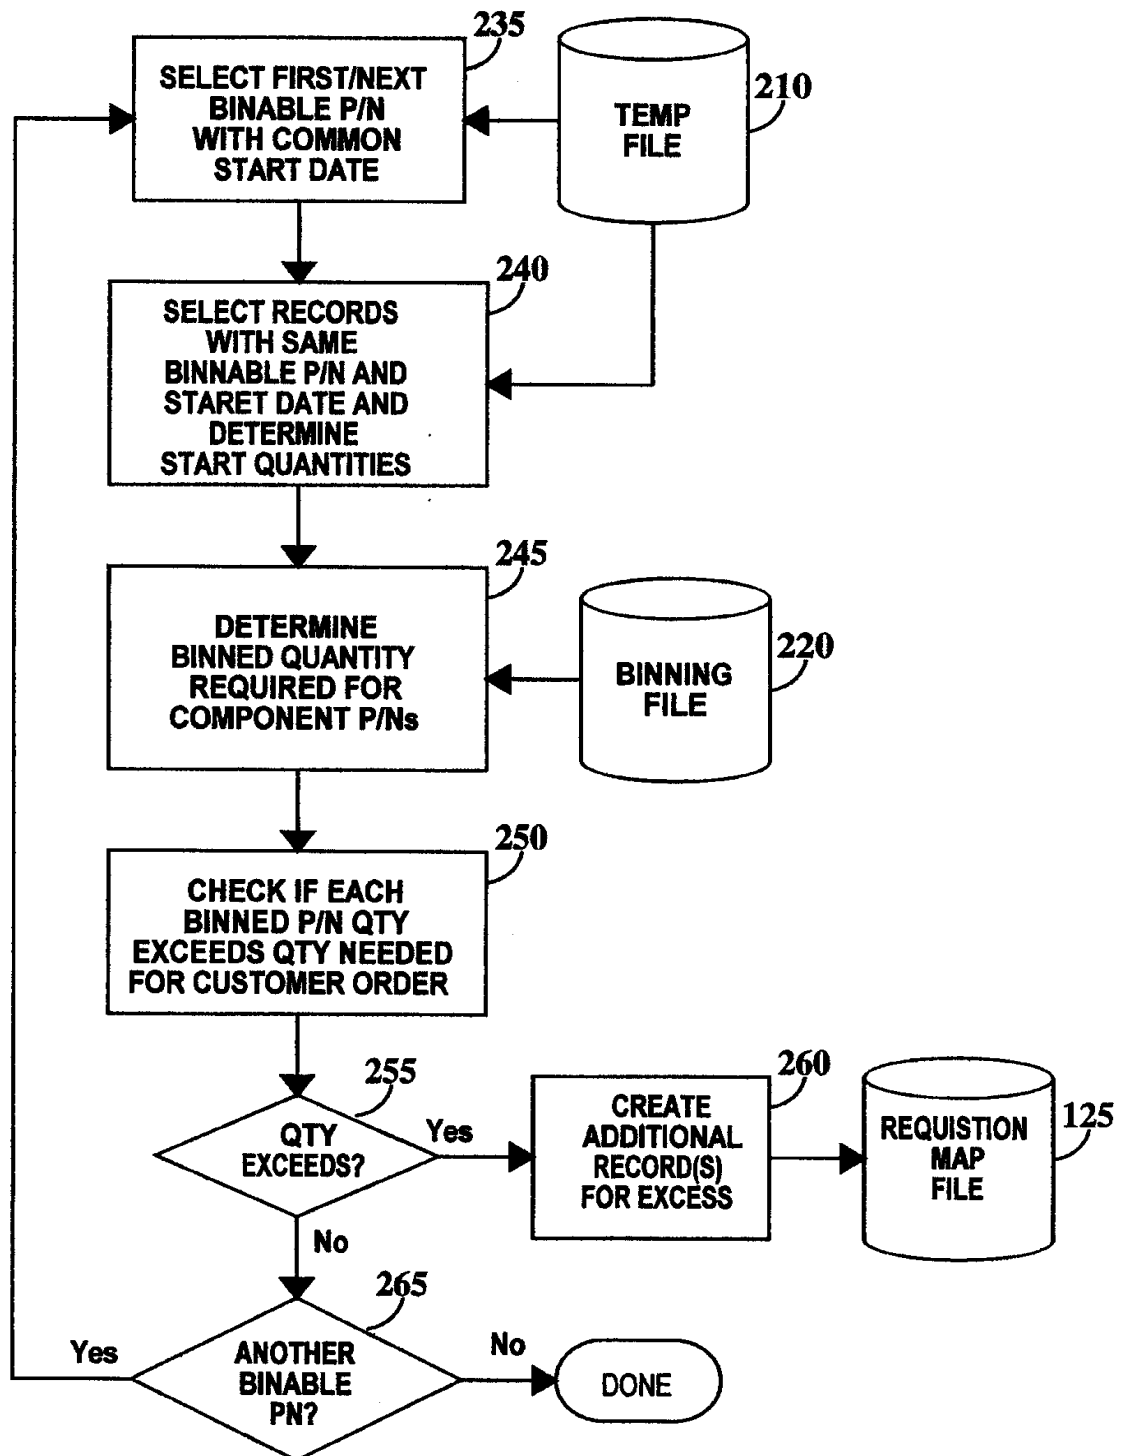 235
SELECT FIRST/NEXT
BINABLE P/N
WITH COMMON
START DATE
TEMP
FILE
210
240
SELECT RECORDS
WITH SAME
BINNABLE P/N AND
STARET DATE AND
DETERMINE
START QUANTITIES
245
DETERMINE
BINNED QUANTITY
REQUIRED FOR
COMPONENT P/Ns
BINNING
FILE
220
250
CHECK IF EACH
BINNED P/N QTY
EXCEEDS QTY NEEDED
FOR CUSTOMER ORDER
255
QTY
EXCEEDS?
Yes
No
260
CREATE
ADDITIONAL
RECORD(S)
FOR EXCESS
REQUISTION
MAP
FILE
125
265
ANOTHER
BINABLE
PN?
Yes
No
DONE